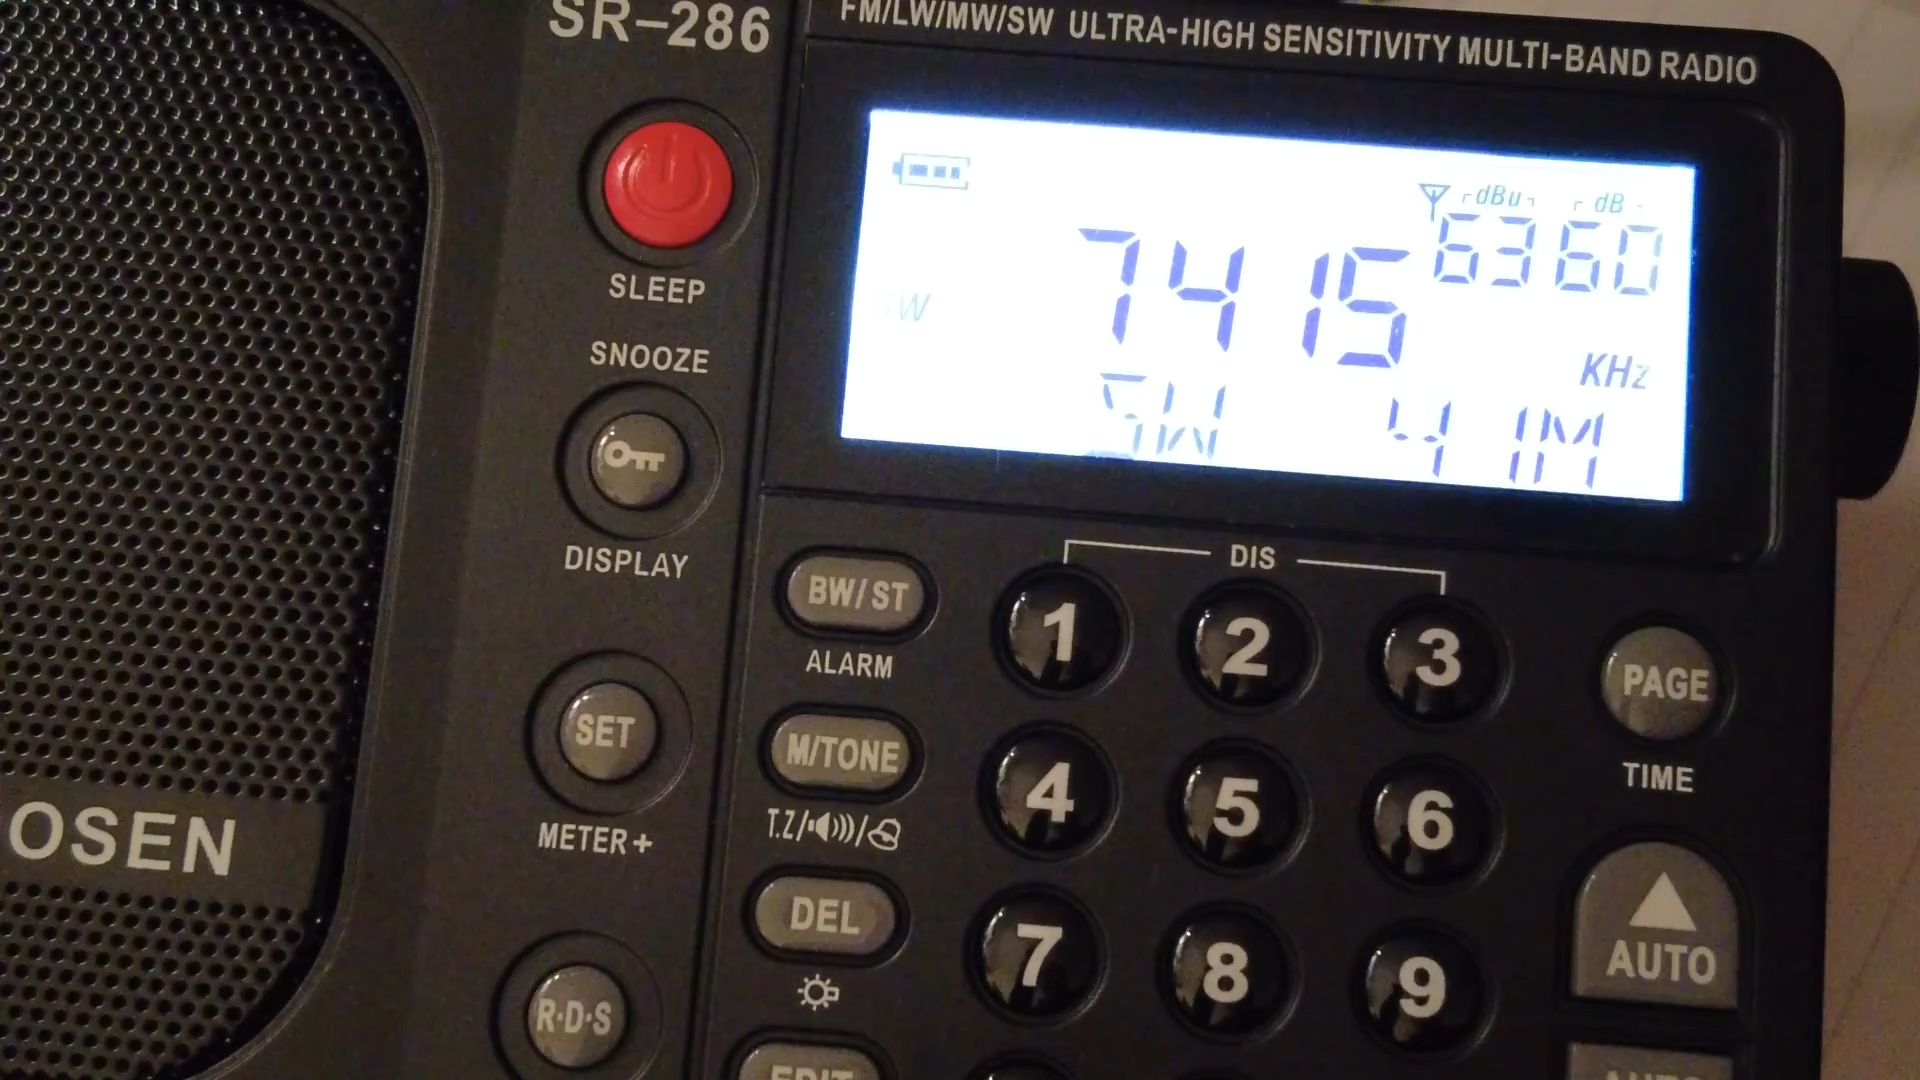 SR-286
FM/LW/MW/SW ULTRA-HIGH SENSITIVITY MULTI-BAND RADIO
SLEEP
SNOOZE
DISPLAY
SET
METER+
R·D·S
OSEN
dBu dB
63 60
7415
KHz
SW 41M
DIS
BW/ST
ALARM
M/TONE
T.Z/
DEL
1 2 3
4 5 6
7 8 9
PAGE
TIME
AUTO